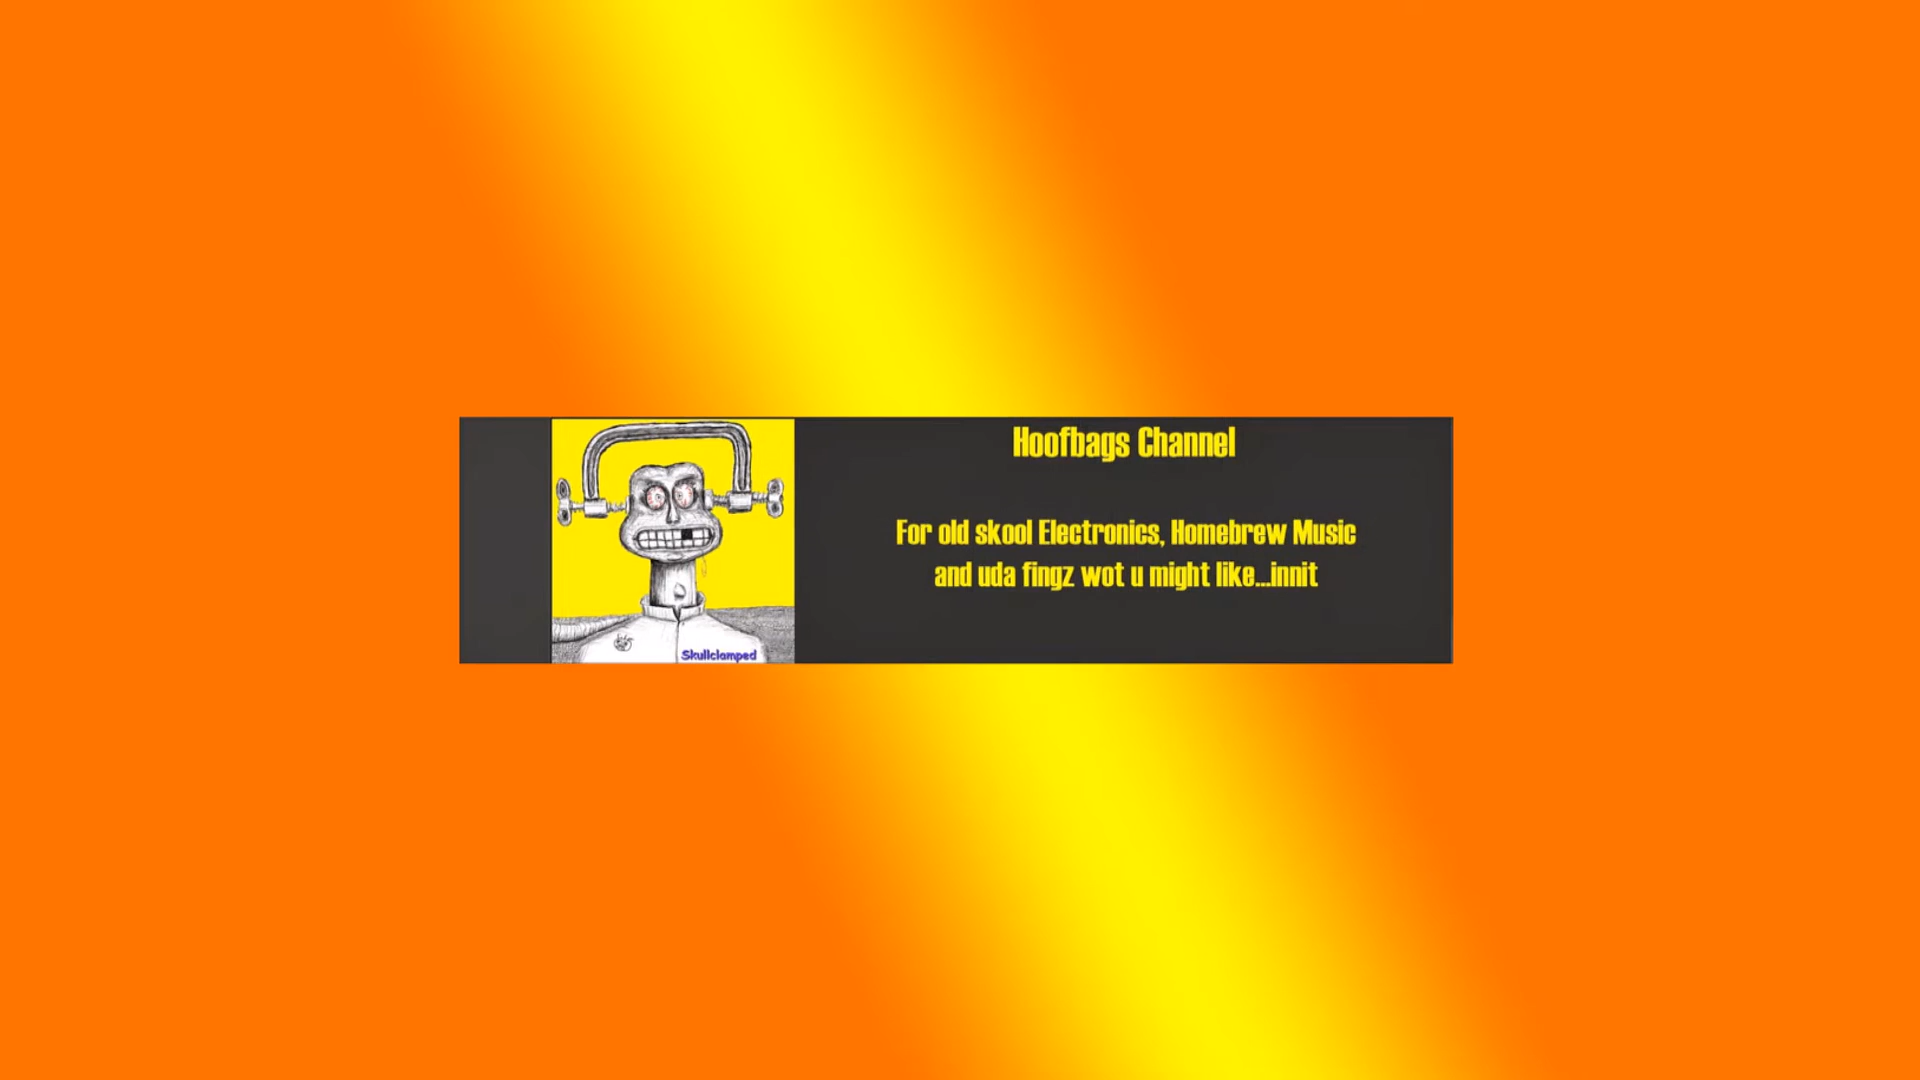 Hoofbags Channel
For old skool Electronics, Homebrew Music
and uda fingz wot u might like...innit
Skullclamped